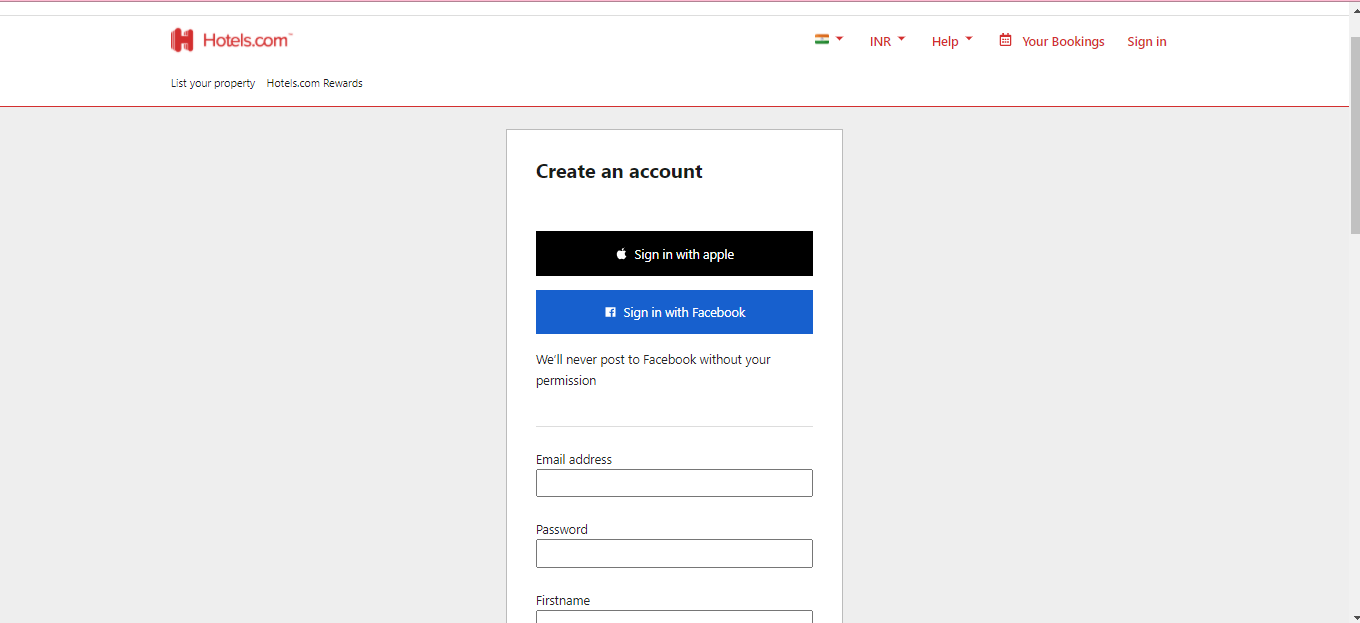 Hotels.com™
INR
Help
Your Bookings
Sign in
List your property
Hotels.com Rewards
Create an account
Sign in with apple
Sign in with Facebook
We'll never post to Facebook without your
permission
Email address
Password
Firstname